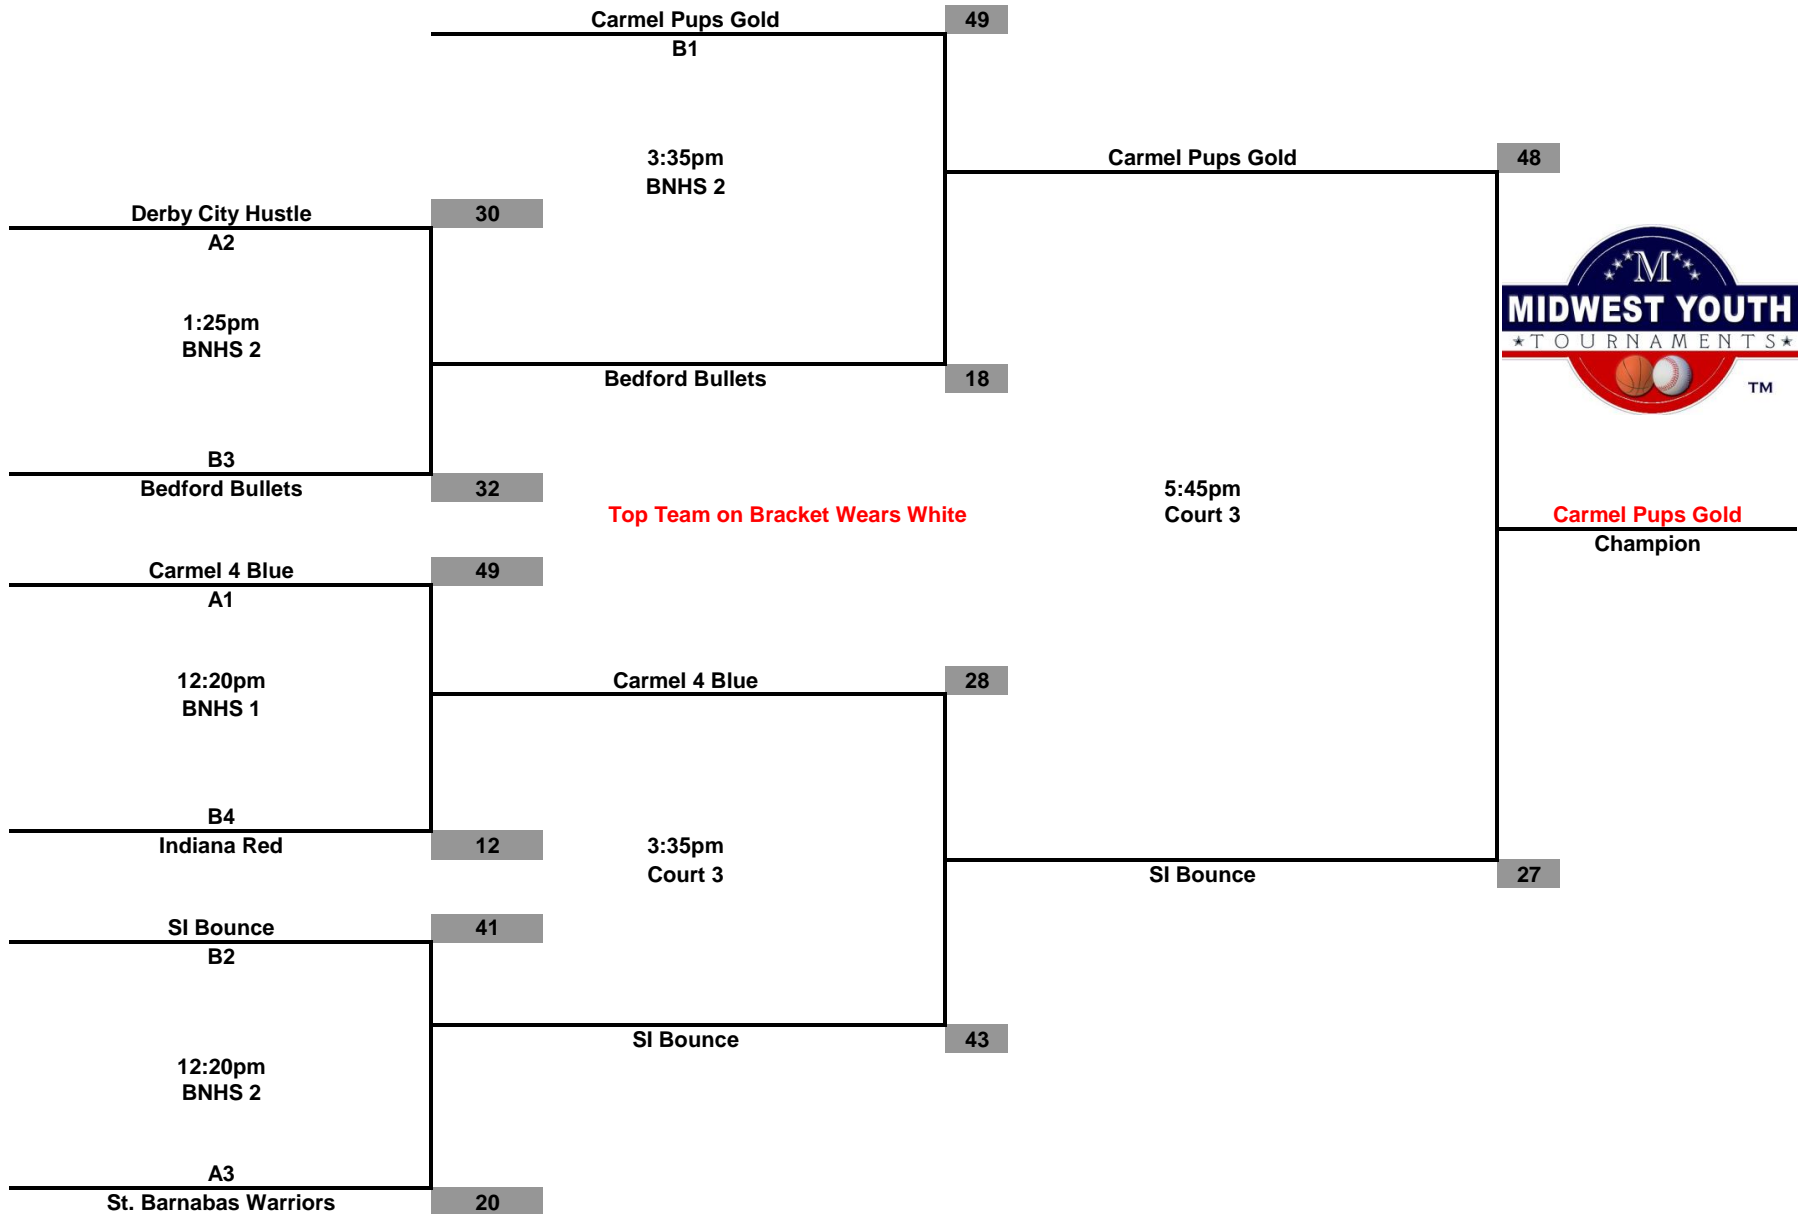 Carmel Pups Gold 49
B1
3:35pm
BNHS 2
Carmel Pups Gold 48
Derby City Hustle 30
A2
1:25pm
BNHS 2
M
MIDWEST YOUTH
TOURNAMENTS
TM
Bedford Bullets 18
B3
Bedford Bullets 32
Top Team on Bracket Wears White
5:45pm
Court 3
Carmel Pups Gold
Champion
Carmel 4 Blue 49
A1
12:20pm
BNHS 1
Carmel 4 Blue 28
B4
Indiana Red 12
3:35pm
Court 3
SI Bounce 27
SI Bounce 41
B2
SI Bounce 43
12:20pm
BNHS 2
A3
St. Barnabas Warriors 20